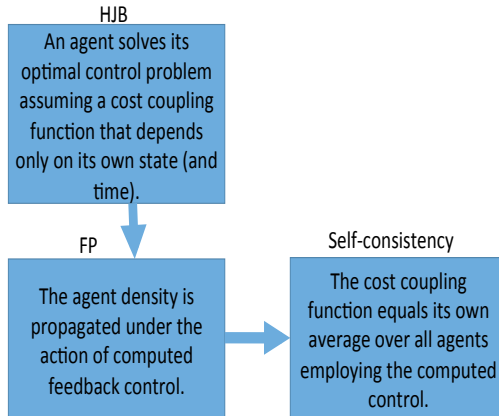 HJB
An agent solves its
optimal control problem
assuming a cost coupling
function that depends
only on its own state (and
time).
FP
The agent density is
propagated under the
action of computed
feedback control.
Self-consistency
The cost coupling
function equals its own
average over all agents
employing the computed
control.